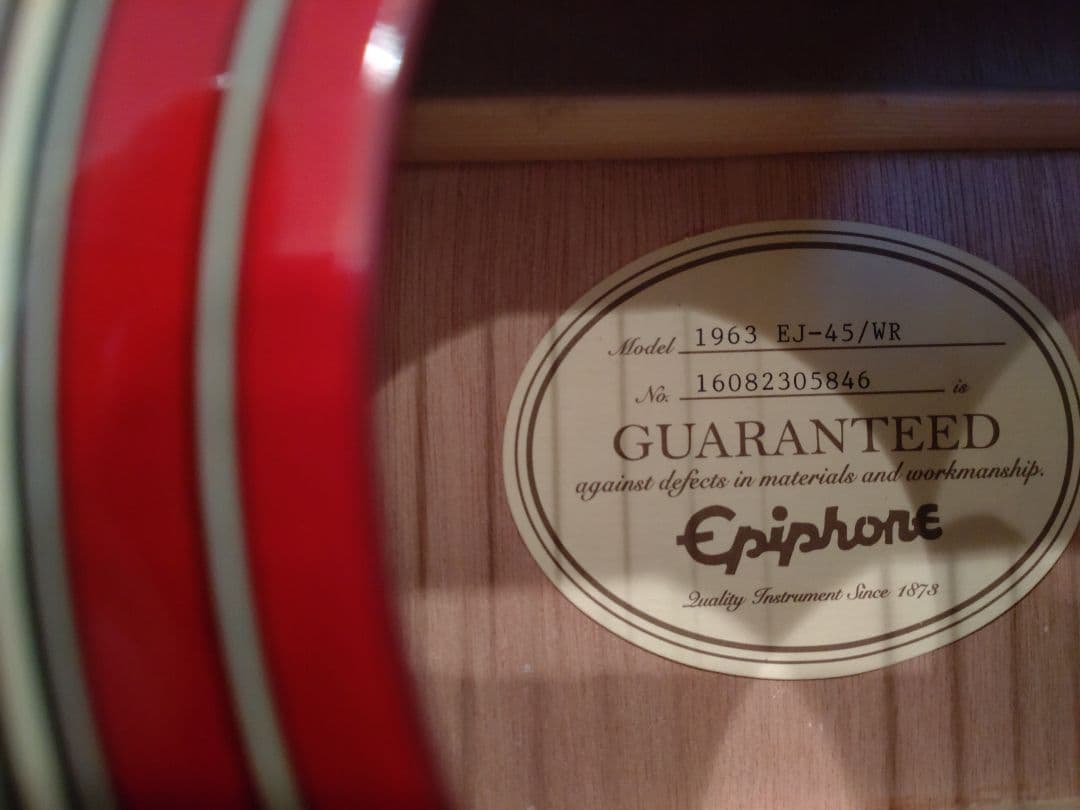 Model 1963 EJ-45/WR
No. 16082305846 is
GUARANTEED
against defects in materials and workmanship.
Epiphone
Quality Instrument Since 1873